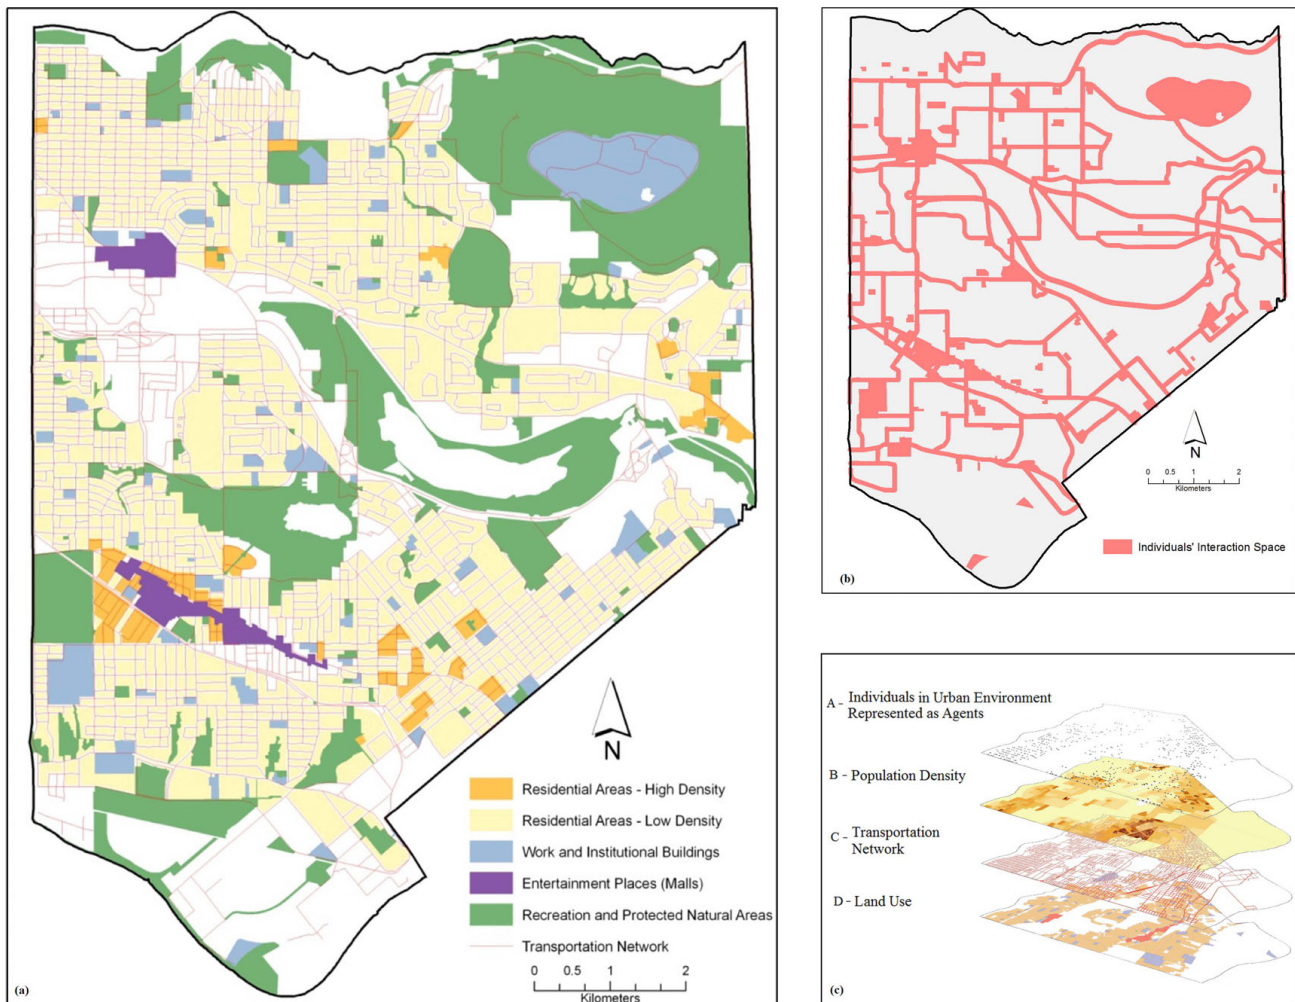 N
Residential Areas - High Density
Residential Areas - Low Density
Work and Institutional Buildings
Entertainment Places (Malls)
Recreation and Protected Natural Areas
Transportation Network
0 0.5 1 2
Kilometers
(a)
N
0 0.5 1 2
Kilometers
Individuals' Interaction Space
(b)
A - Individuals in Urban Environment
Represented as Agents
B - Population Density
C - Transportation
Network
D - Land Use
(c)